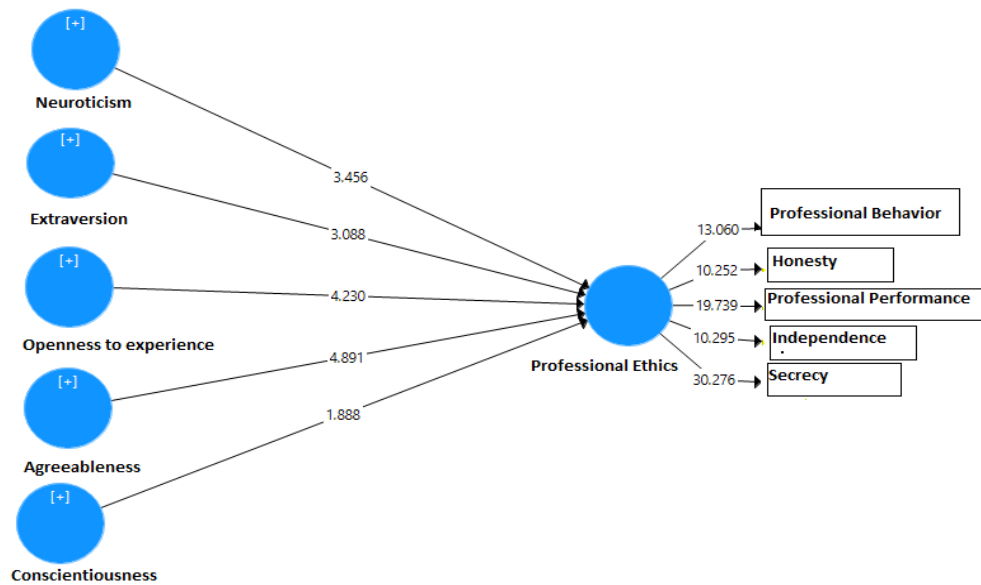 [+]
Neuroticism
[+]
Extraversion
[+]
Openness to experience
[+]
Agreeableness
[+]
Conscientiousness
3.456
3.088
4.230
4.891
1.888
Professional Ethics
13.060
10.252
19.739
10.295
30.276
Professional Behavior
Honesty
Professional Performance
Independence
Secrecy